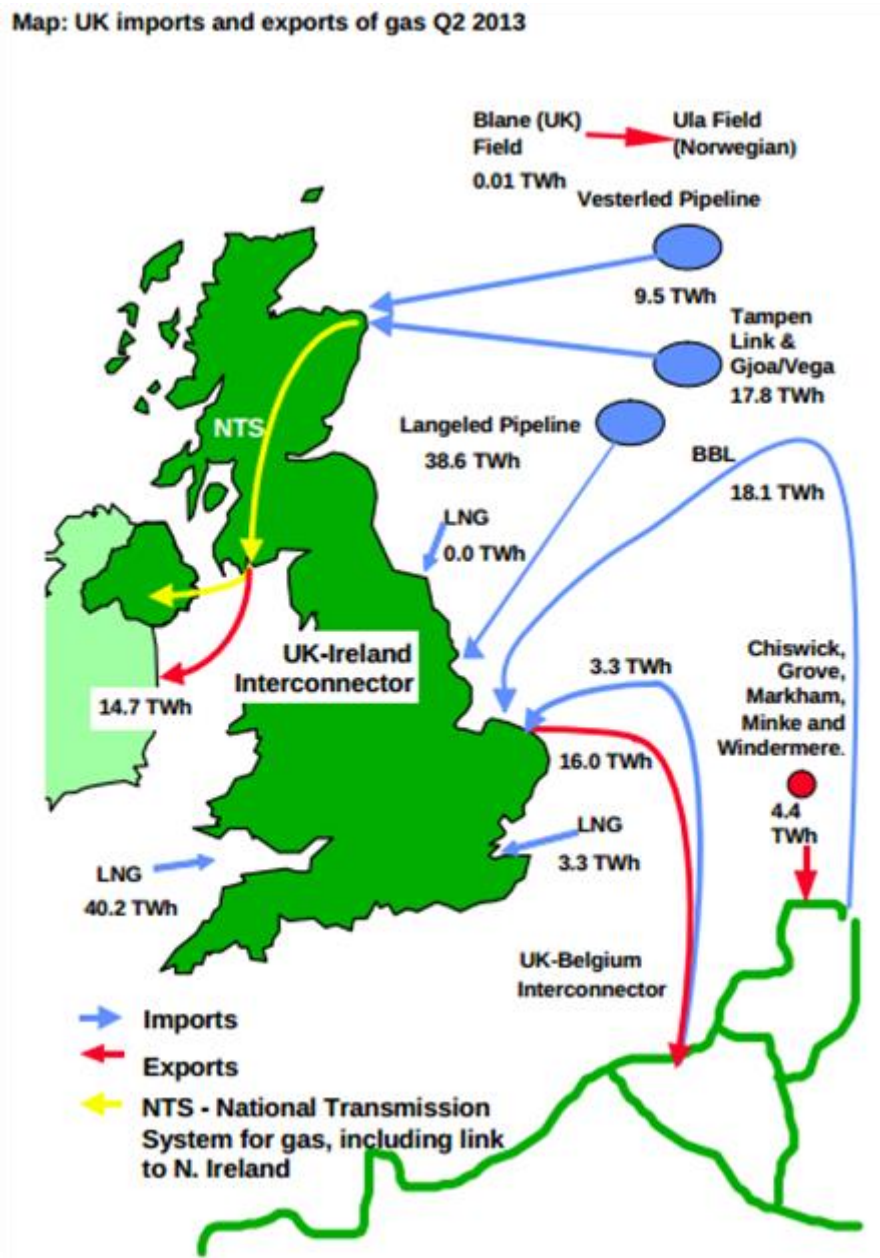 Map: UK imports and exports of gas Q2 2013
Blane (UK)
Field
0.01 TWh
Ula Field
(Norwegian)
Vesterled Pipeline
9.5 TWh
Tampen
Link &
Gjoa/Vega
17.8 TWh
Langeled Pipeline
38.6 TWh
BBL
18.1 TWh
NTS
LNG
0.0 TWh
UK-Ireland
Interconnector
14.7 TWh
3.3 TWh
16.0 TWh
Chiswick,
Grove,
Markham,
Minke and
Windermere.
4.4
TWh
LNG
3.3 TWh
LNG
40.2 TWh
UK-Belgium
Interconnector
Imports
Exports
NTS - National Transmission
System for gas, including link
to N. Ireland